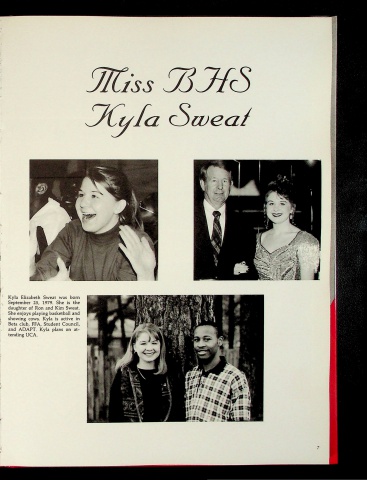 Miss BHS
Kyla Sweat
Kyla Elizabeth Sweat was born
September 20, 1979. She is the
daughter of Ron and Kim Sweat.
She enjoys playing basketball and
showing cows. Kyla is active in
Beta club, FFA, Student Council,
and ADAPT. Kyla plans on at-
tending UCA.
7